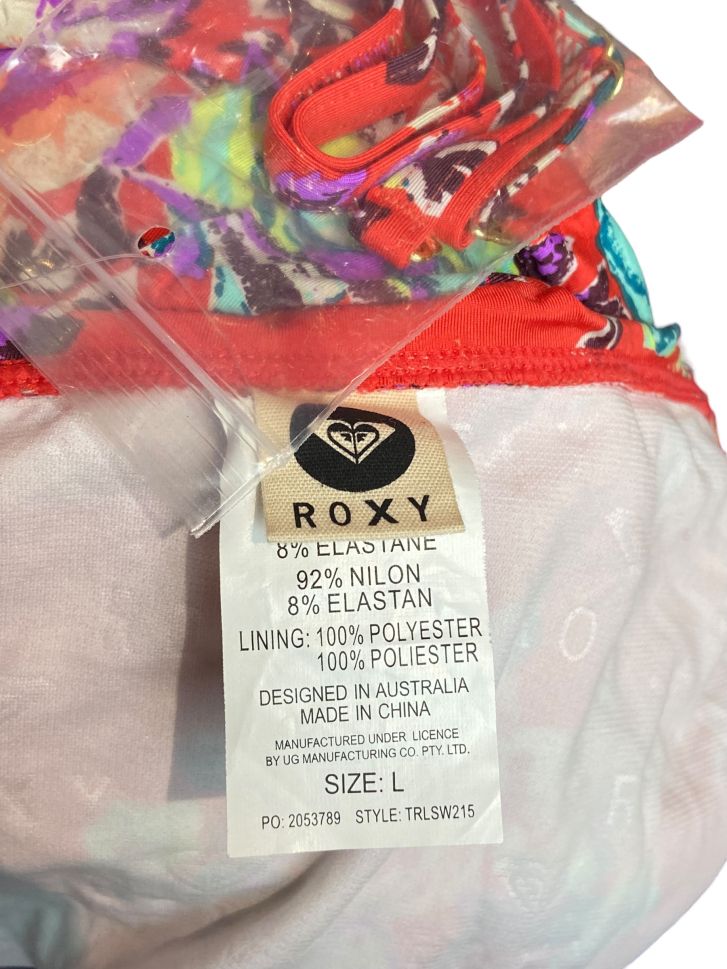 ROXY
8% ELASTANE
92% NILON
8% ELASTAN
LINING: 100% POLYESTER
100% POLIESTER
DESIGNED IN AUSTRALIA
MADE IN CHINA
MANUFACTURED UNDER LICENCE
BY UG MANUFACTURING CO. PTY. LTD.
SIZE: L
PO: 2053789 STYLE: TRLSW215